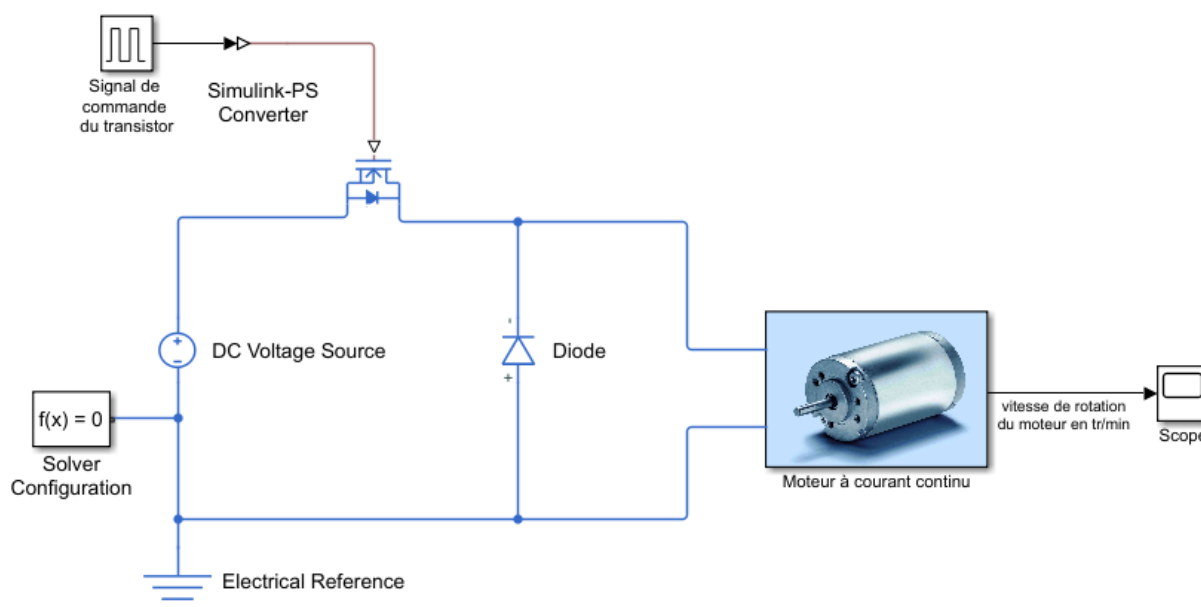 Signal de
commande
du transistor
Simulink-PS
Converter
DC Voltage Source
Diode
f(x) = 0
Solver
Configuration
Electrical Reference
Moteur à courant continu
vitesse de rotation
du moteur en tr/min
Scope